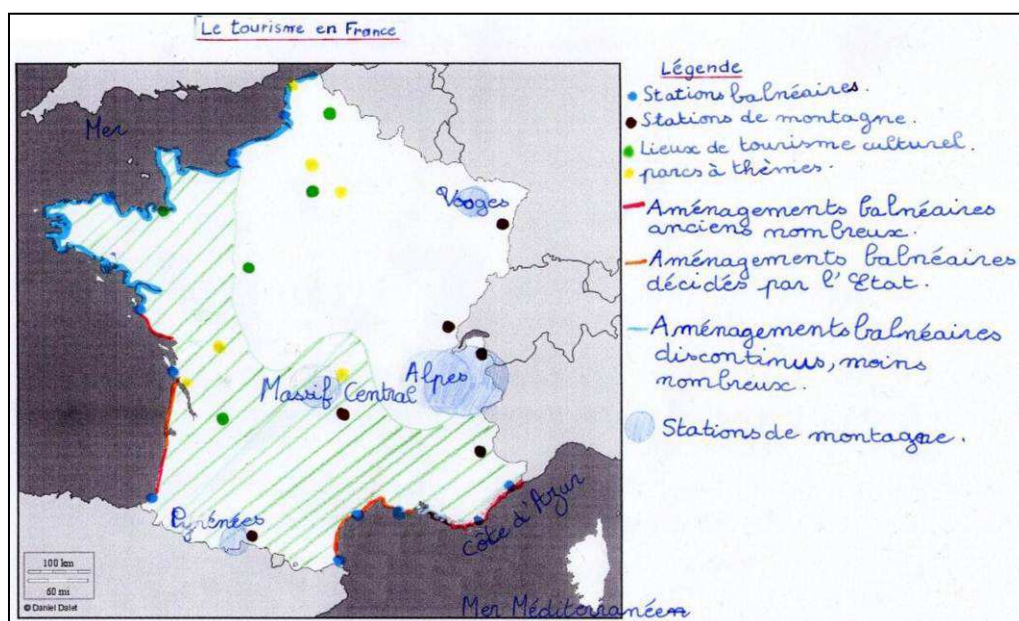 Le tourisme en France
Mer
Vosges
Alpes
Massif Central
Pyrénées
Côte d'Azur
Mer Méditerranée
100 km
60 mi
© Daniel Dalet
Légende
Stations balnéaires.
Stations de montagne.
Lieux de tourisme culturel.
parcs à thèmes.
Aménagements balnéaires
anciens nombreux.
Aménagements balnéaires
décidés par l'Etat.
Aménagements balnéaires
discontinus, moins
nombreux.
Stations de montagne.